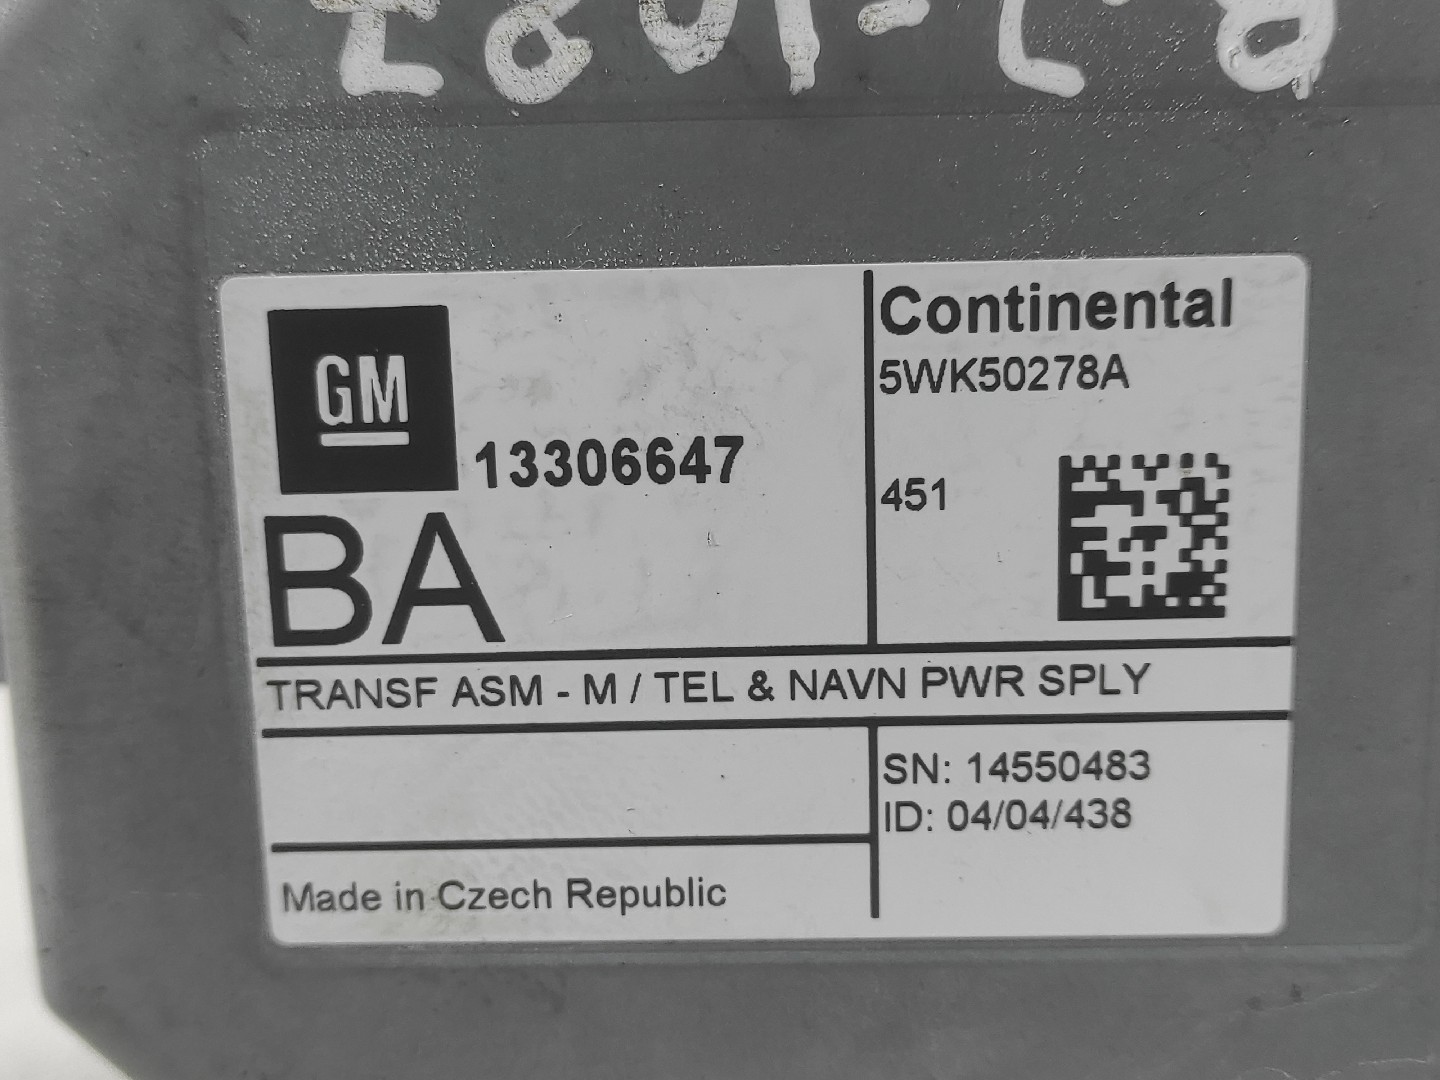 GM
13306647
BA
Continental
5WK50278A
451
TRANSF ASM - M / TEL & NAVN PWR SPLY
SN: 14550483
ID: 04/04/438
Made in Czech Republic